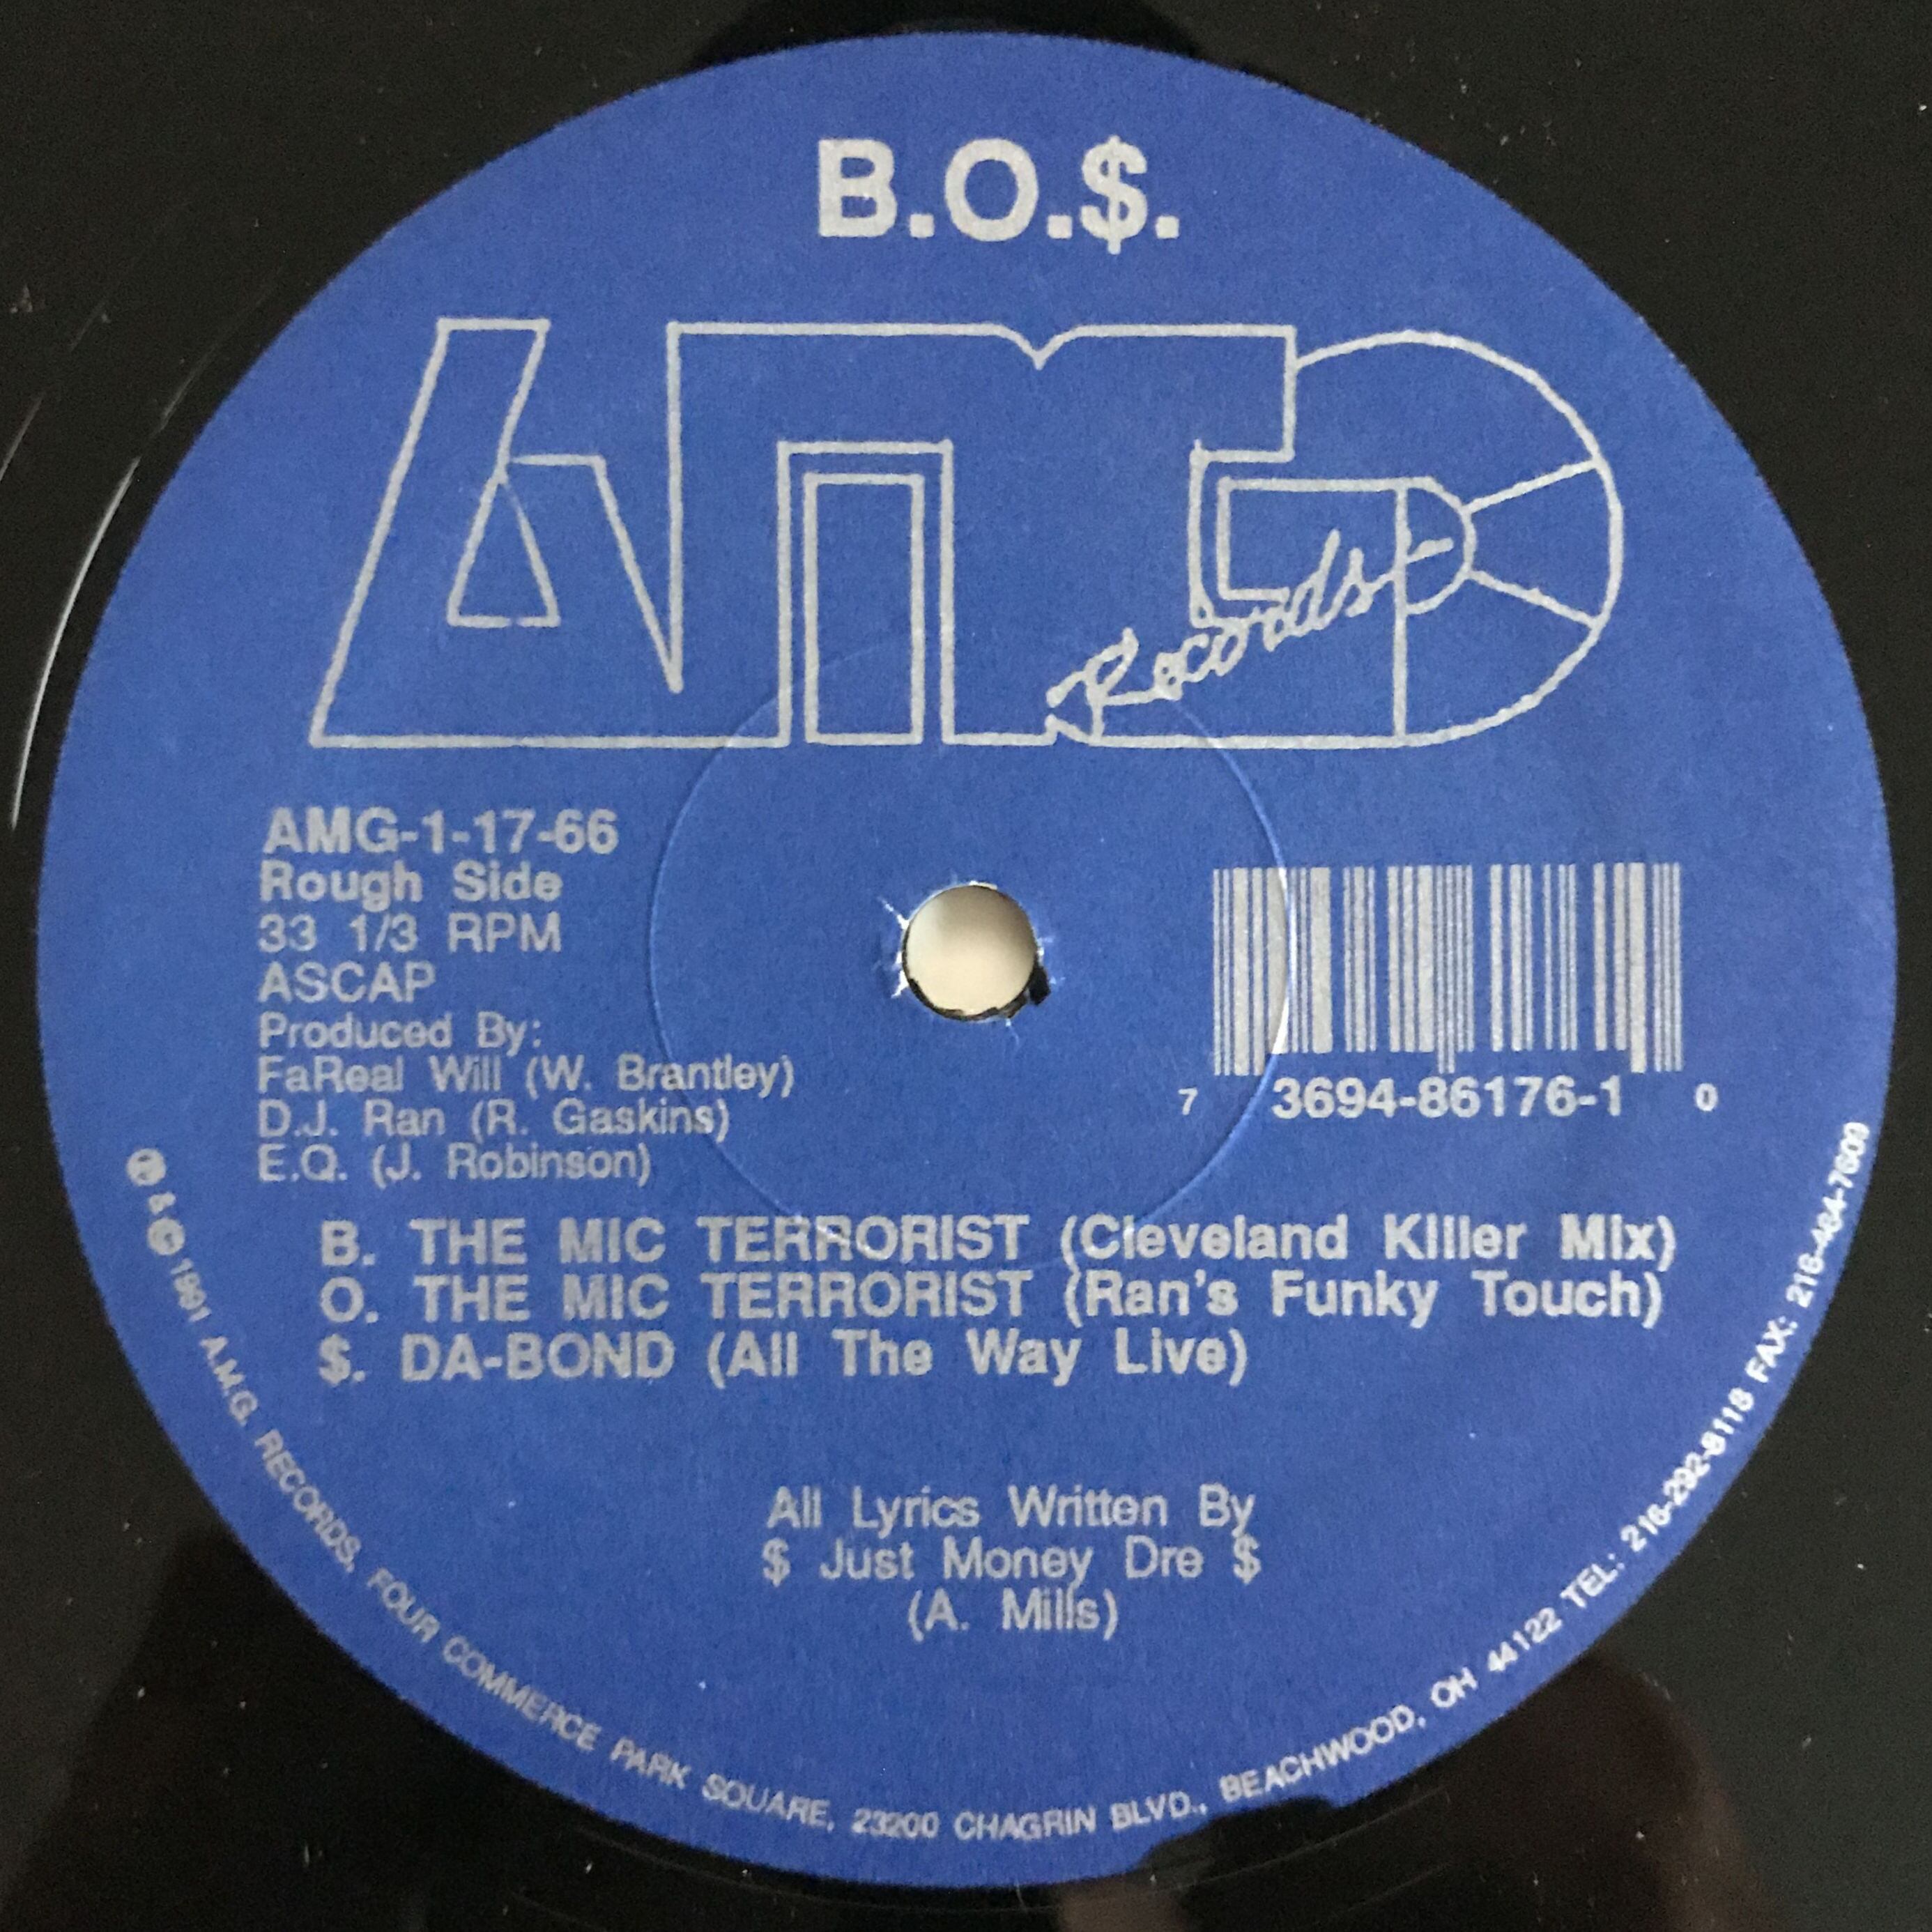 B.O.$.
AMG
Records
AMG-1-17-66
Rough Side
33 1/3 RPM
ASCAP
Produced By:
FaReal Will (W. Brantley)
D.J. Ran (R. Gaskins)
E.Q. (J. Robinson)
7 3694-86176-1 0
B. THE MIC TERRORIST (Cleveland Killer Mix)
O. THE MIC TERRORIST (Ran's Funky Touch)
$. DA-BOND (All The Way Live)
All Lyrics Written By
$ Just Money Dre $
(A. Mills)
℗ & © 1991 A.M.G. RECORDS, FOUR COMMERCE PARK SQUARE, 23200 CHAGRIN BLVD., BEACHWOOD, OH 44122 TEL: 216-292-8118 FAX: 216-464-7609